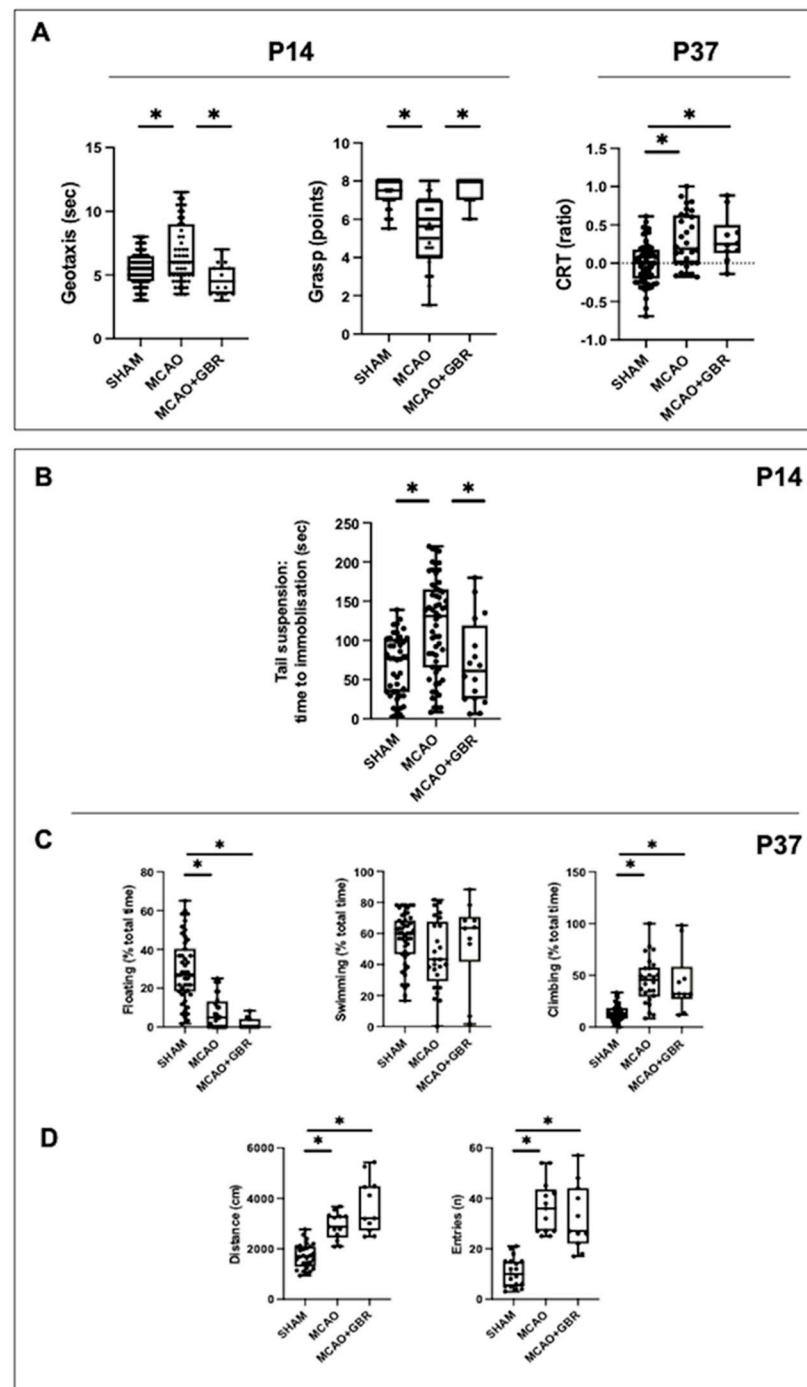 A
P14
P37
* *
Geotaxis (sec)
15
10
5
0
SHAM
MCAO
MCAO+GBR
* *
Grasp (points)
10
8
6
4
2
0
SHAM
MCAO
MCAO+GBR
*
*
CRT (ratio)
1.5
1.0
0.5
0.0
-0.5
-1.0
SHAM
MCAO
MCAO+GBR
B
P14
* *
Tail suspension:
time to immoblisation (sec)
250
200
150
100
50
0
SHAM
MCAO
MCAO+GBR
C
P37
*
*
Floating (% total time)
80
60
40
20
0
SHAM
MCAO
MCAO+GBR
Swimming (% total time)
100
80
60
40
20
0
SHAM
MCAO
MCAO+GBR
*
*
Climbing (% total time)
150
100
50
0
SHAM
MCAO
MCAO+GBR
D
*
*
Distance (cm)
6000
4000
2000
0
SHAM
MCAO
MCAO+GBR
*
*
Entries (n)
60
40
20
0
SHAM
MCAO
MCAO+GBR